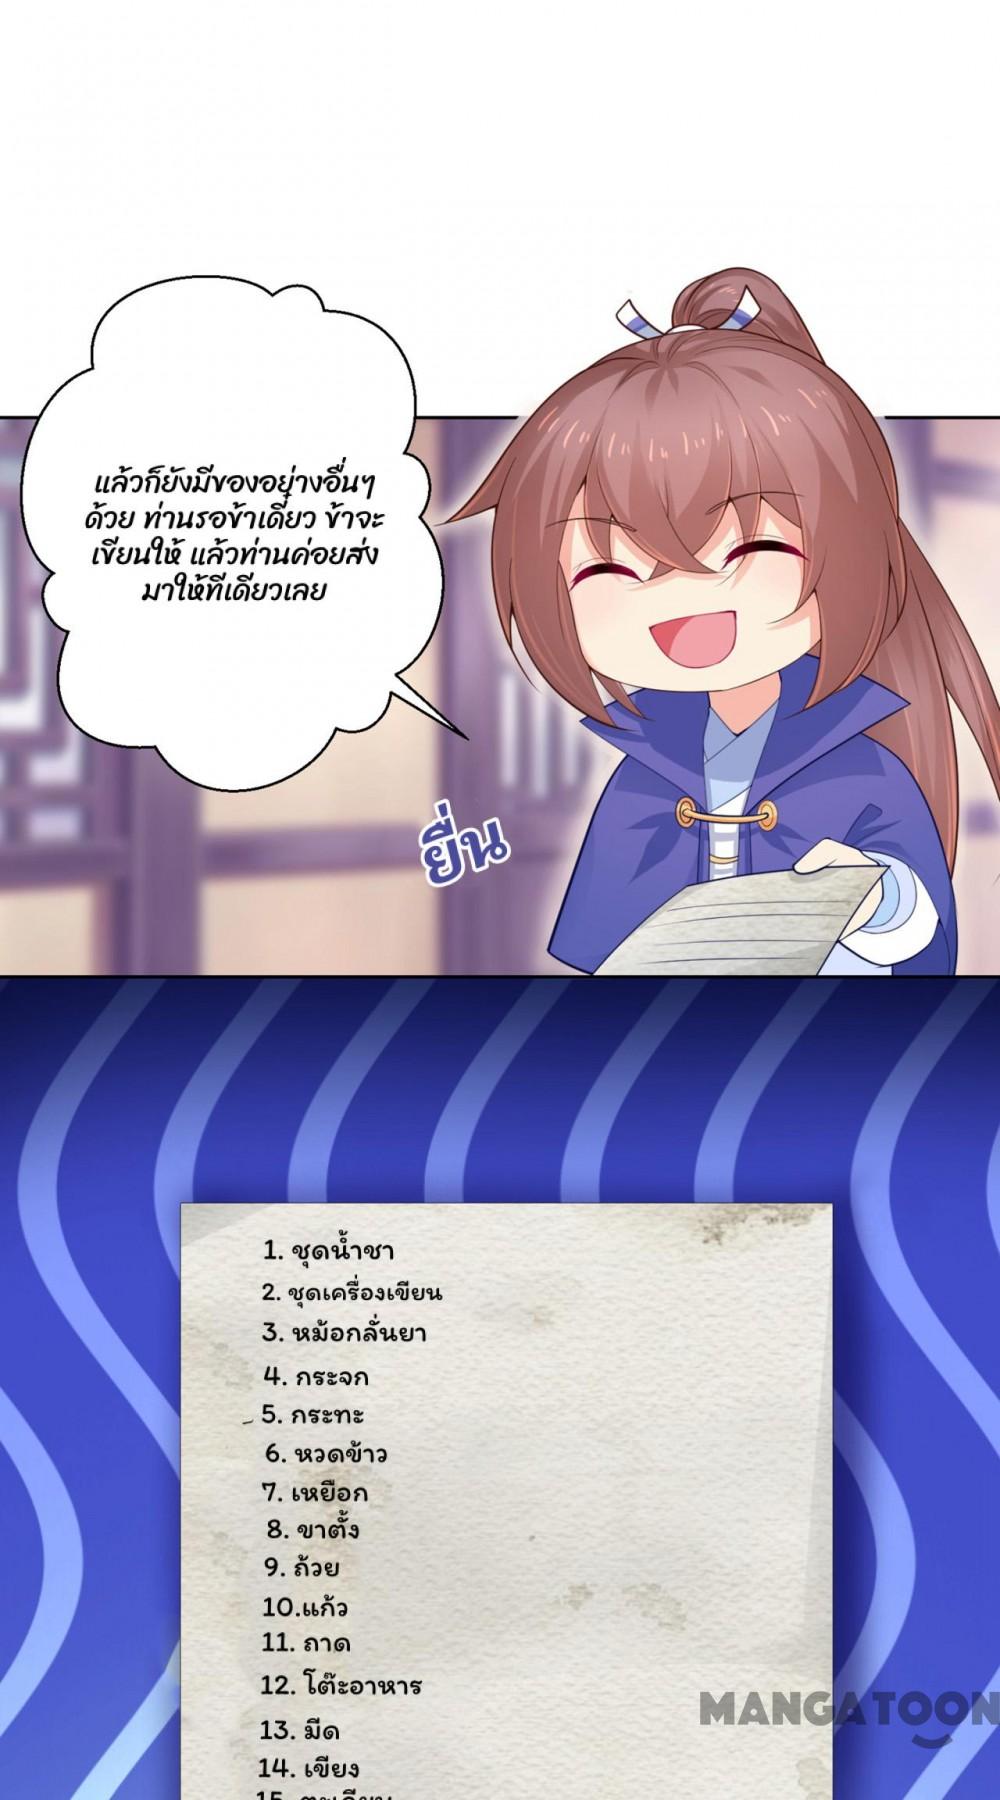 แล้วก็ยังมีของอย่างอื่นๆ
ด้วย ท่านรอข้าเดี๋ยว ข้าจะ
เขียนให้ แล้วท่านค่อยส่ง
มาให้ทีเดียวเลย
ยื่น
1. ชุดน้ำชา
2. ชุดเครื่องเขียน
3. หม้อกลั่นยา
4. กระจก
5. กระทะ
6. หวดข้าว
7. เหยือก
8. ขาตั้ง
9. ถ้วย
10.แก้ว
11. ถาด
12. โต๊ะอาหาร
MANGATOON
13. มีด
14. เขียง
15. ตะเกียบ